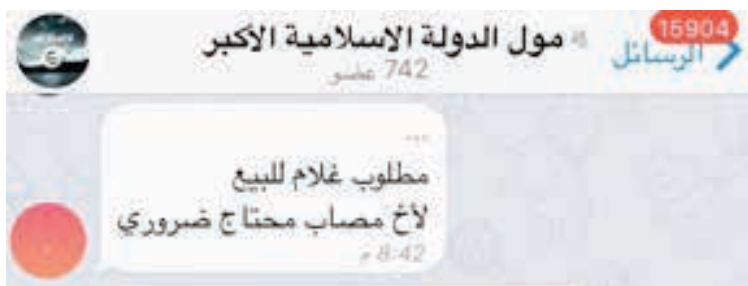 15904
الرسائل
مول الدولة الاسلامية الأكبر
742 عضو
...
مطلوب غلام للبيع
لأخ مصاب محتاج ضروري
8:42 م